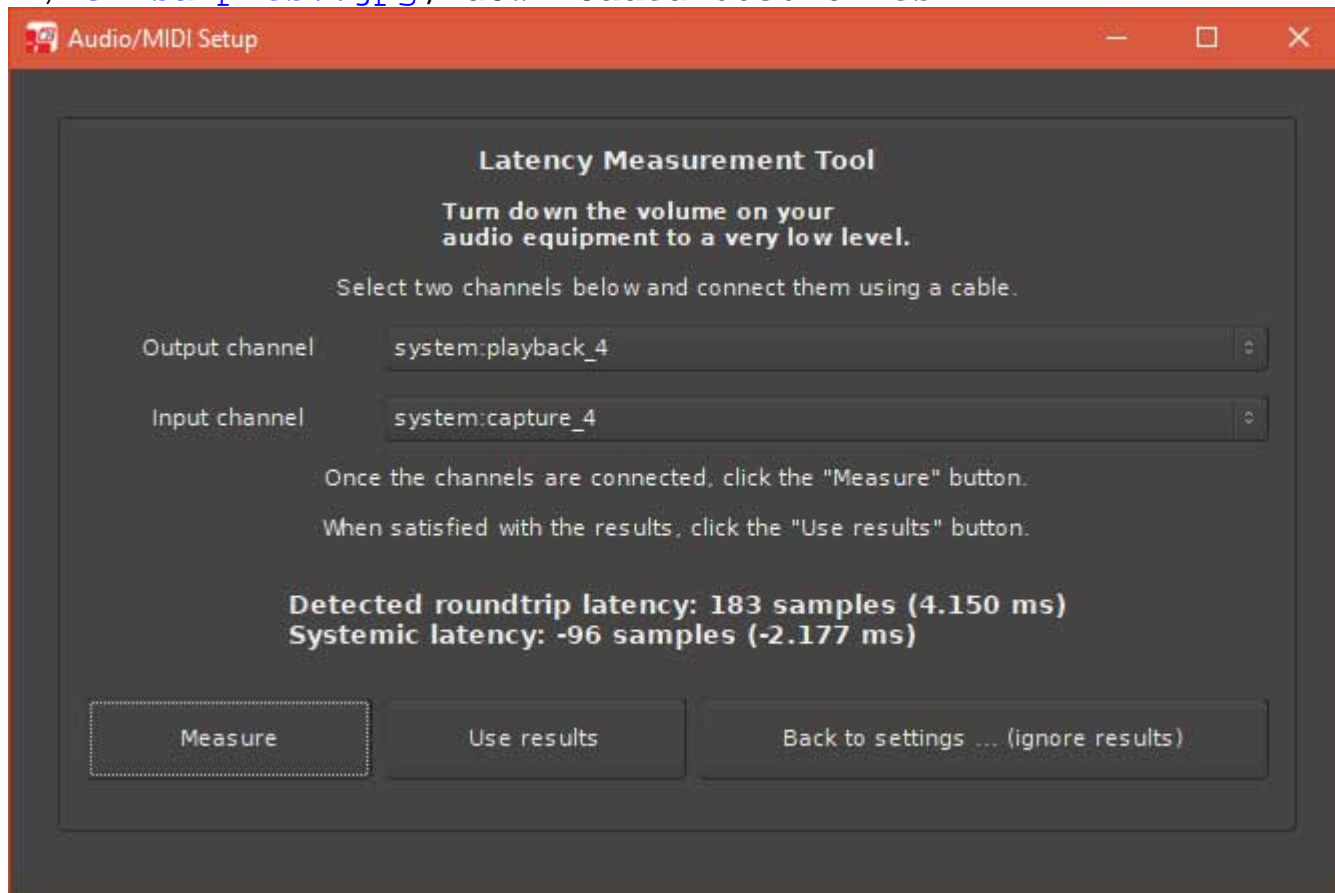 Audio/MIDI Setup
Latency Measurement Tool
Turn down the volume on your
audio equipment to a very low level.
Select two channels below and connect them using a cable.
Output channel
system:playback_4
Input channel
system:capture_4
Once the channels are connected, click the "Measure" button.
When satisfied with the results, click the "Use results" button.
Detected roundtrip latency: 183 samples (4.150 ms)
Systemic latency: -96 samples (-2.177 ms)
Measure
Use results
Back to settings ... (ignore results)